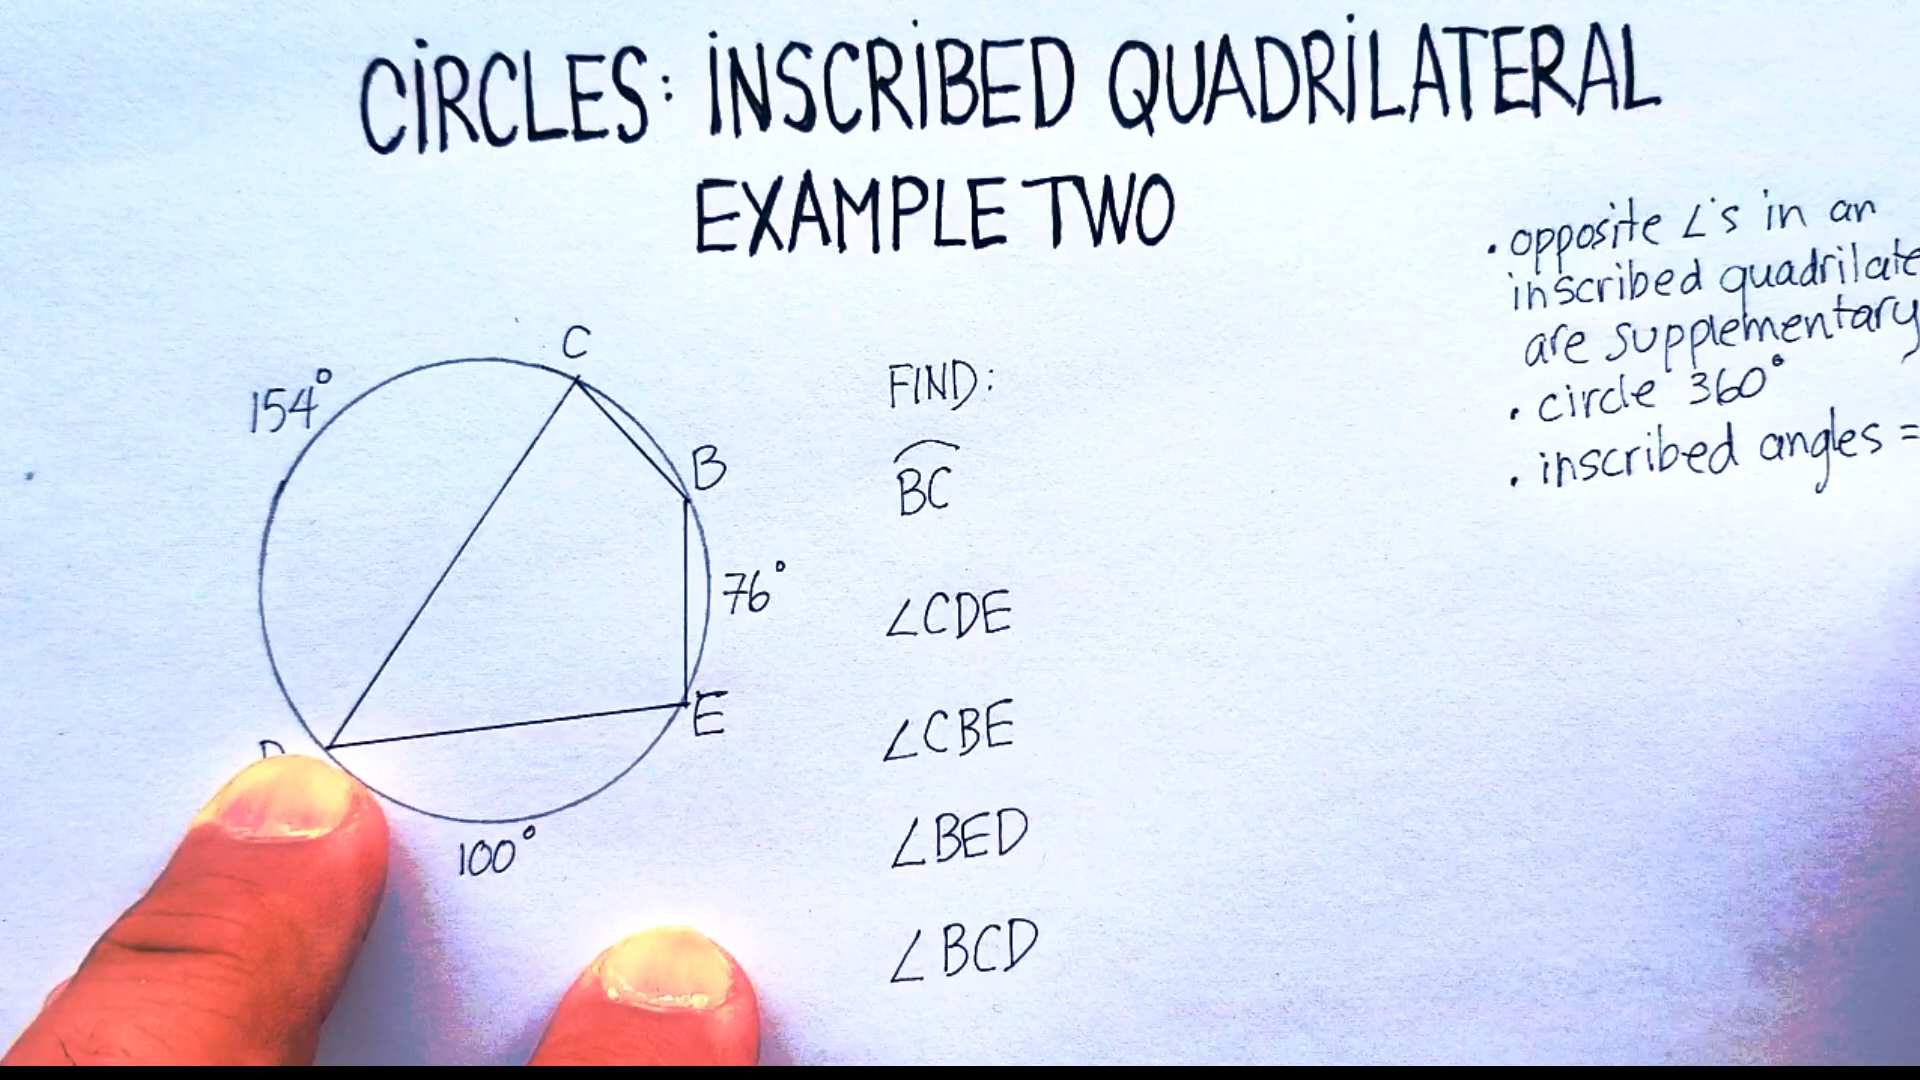 CIRCLES: INSCRIBED QUADRILATERAL
EXAMPLE TWO
• opposite ∠'s in an
inscribed
are supplementary
• circle 360°
• inscribed angles =
C
154°
B
76°
E
100°
FIND:
BC
∠CDE
∠CBE
∠BED
∠BCD